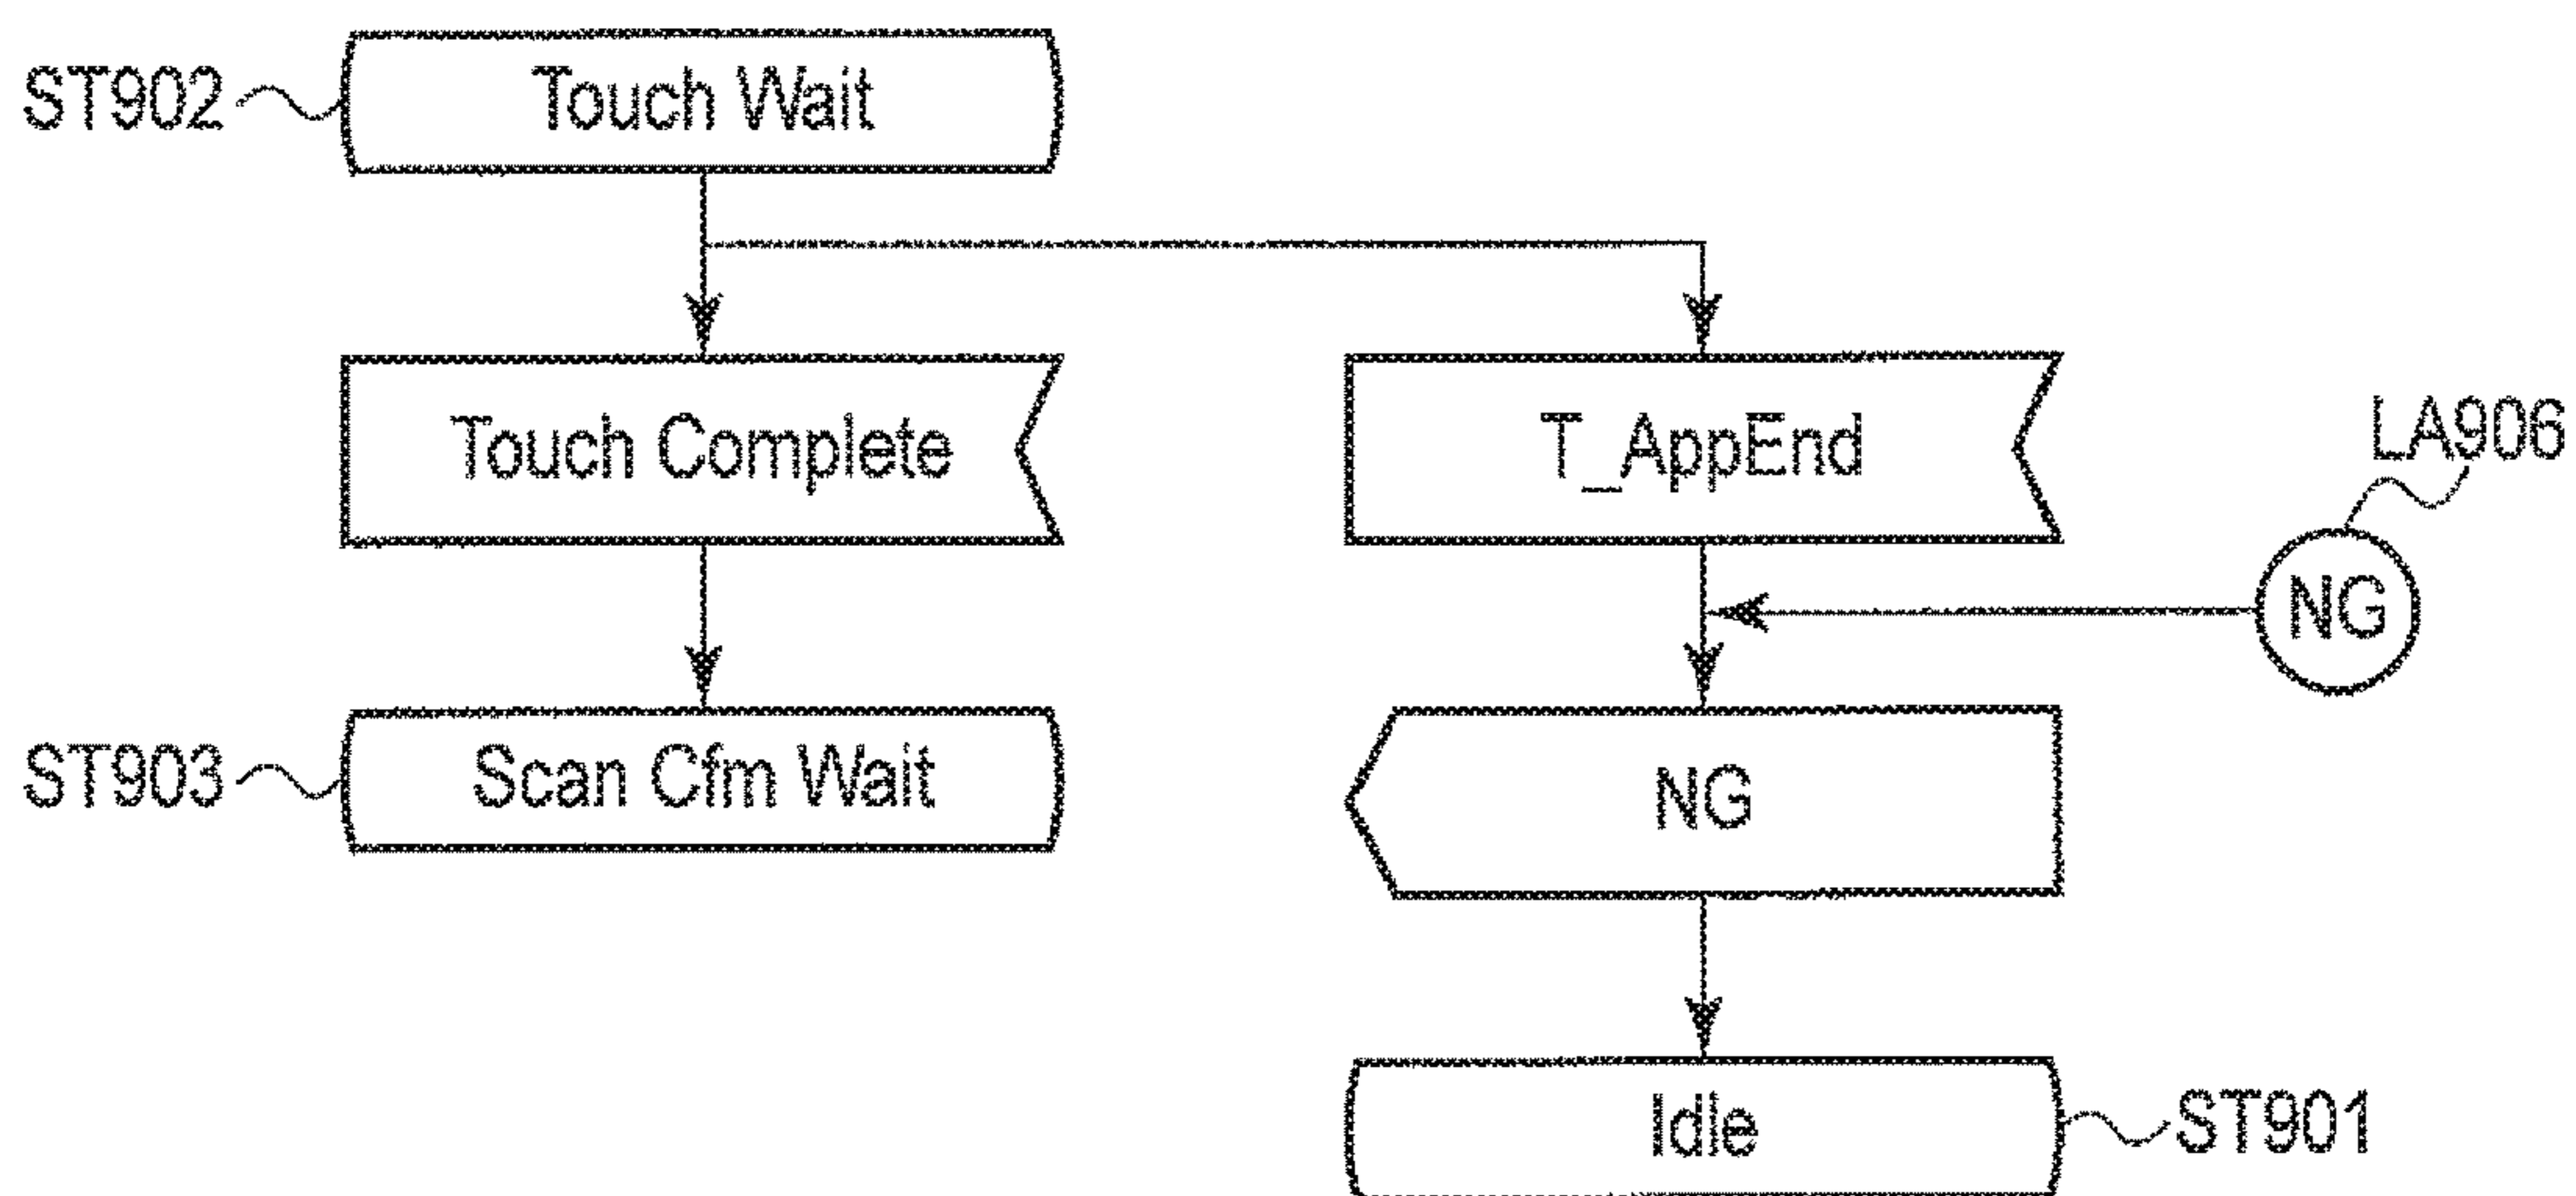 ST902
Touch Wait
Touch Complete
T_AppEnd
LA906
NG
ST903
Scan Cfm Wait
NG
Idle
ST901